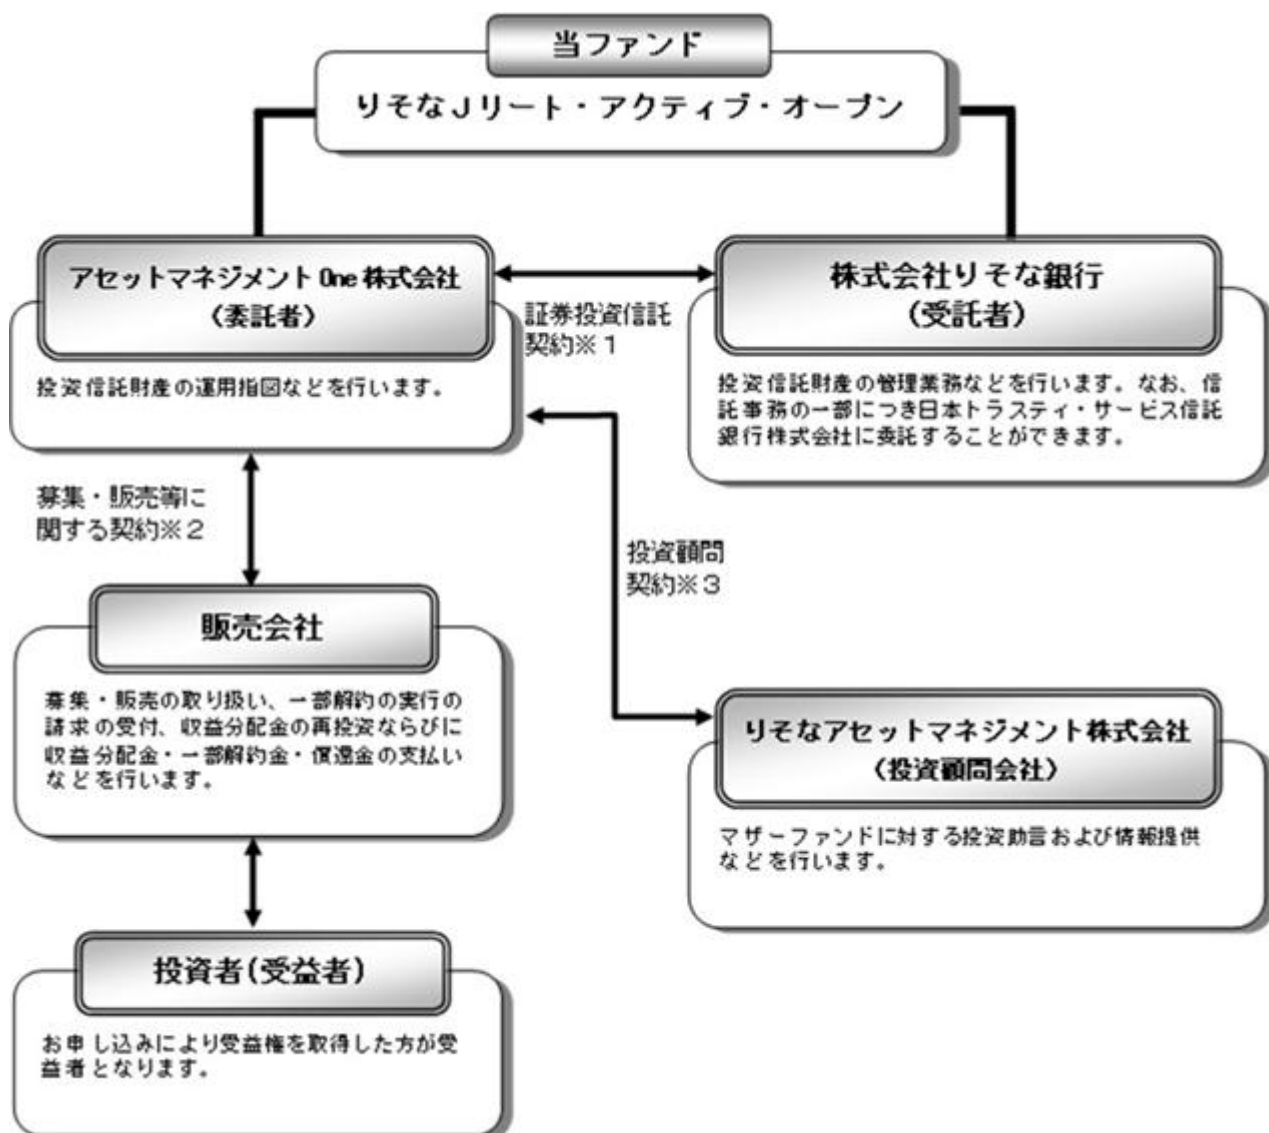 当ファンド
りそなJリート・アクティブ・オープン
アセットマネジメントOne株式会社
(委託者)
投資信託財産の運用指図などを行います。
証券投資信託
契約※1
株式会社りそな銀行
(受託者)
投資信託財産の管理業務などを行います。なお、信
託事務の一部につき日本トラスティ・サービス信託
銀行株式会社に委託することができます。
募集・販売等に
関する契約※2
投資顧問
契約※3
販売会社
募集・販売の取り扱い、一部解約の実行の
請求の受付、収益分配金の再投資ならびに
収益分配金・一部解約金・償還金の支払い
などを行います。
りそなアセットマネジメント株式会社
(投資顧問会社)
マザーファンドに対する投資助言および情報提供
などを行います。
投資者(受益者)
お申し込みにより受益権を取得した方が受
益者となります。